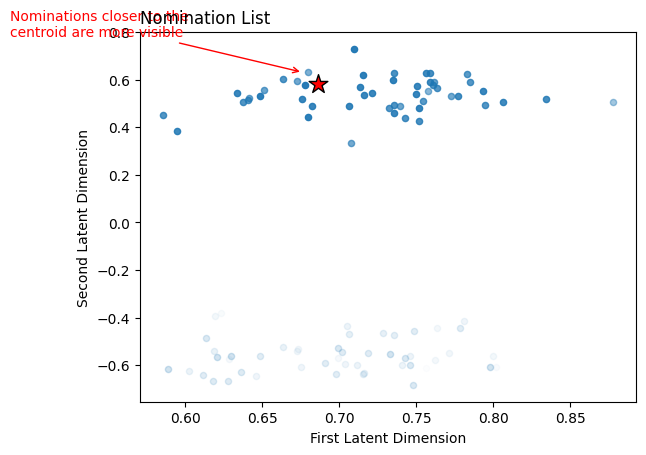 Nomination List
Nominations closer to the
centroid are more visible
0.8
0.6
0.4
0.2
0.0
−0.2
−0.4
−0.6
Second Latent Dimension
0.60 0.65 0.70 0.75 0.80 0.85
First Latent Dimension